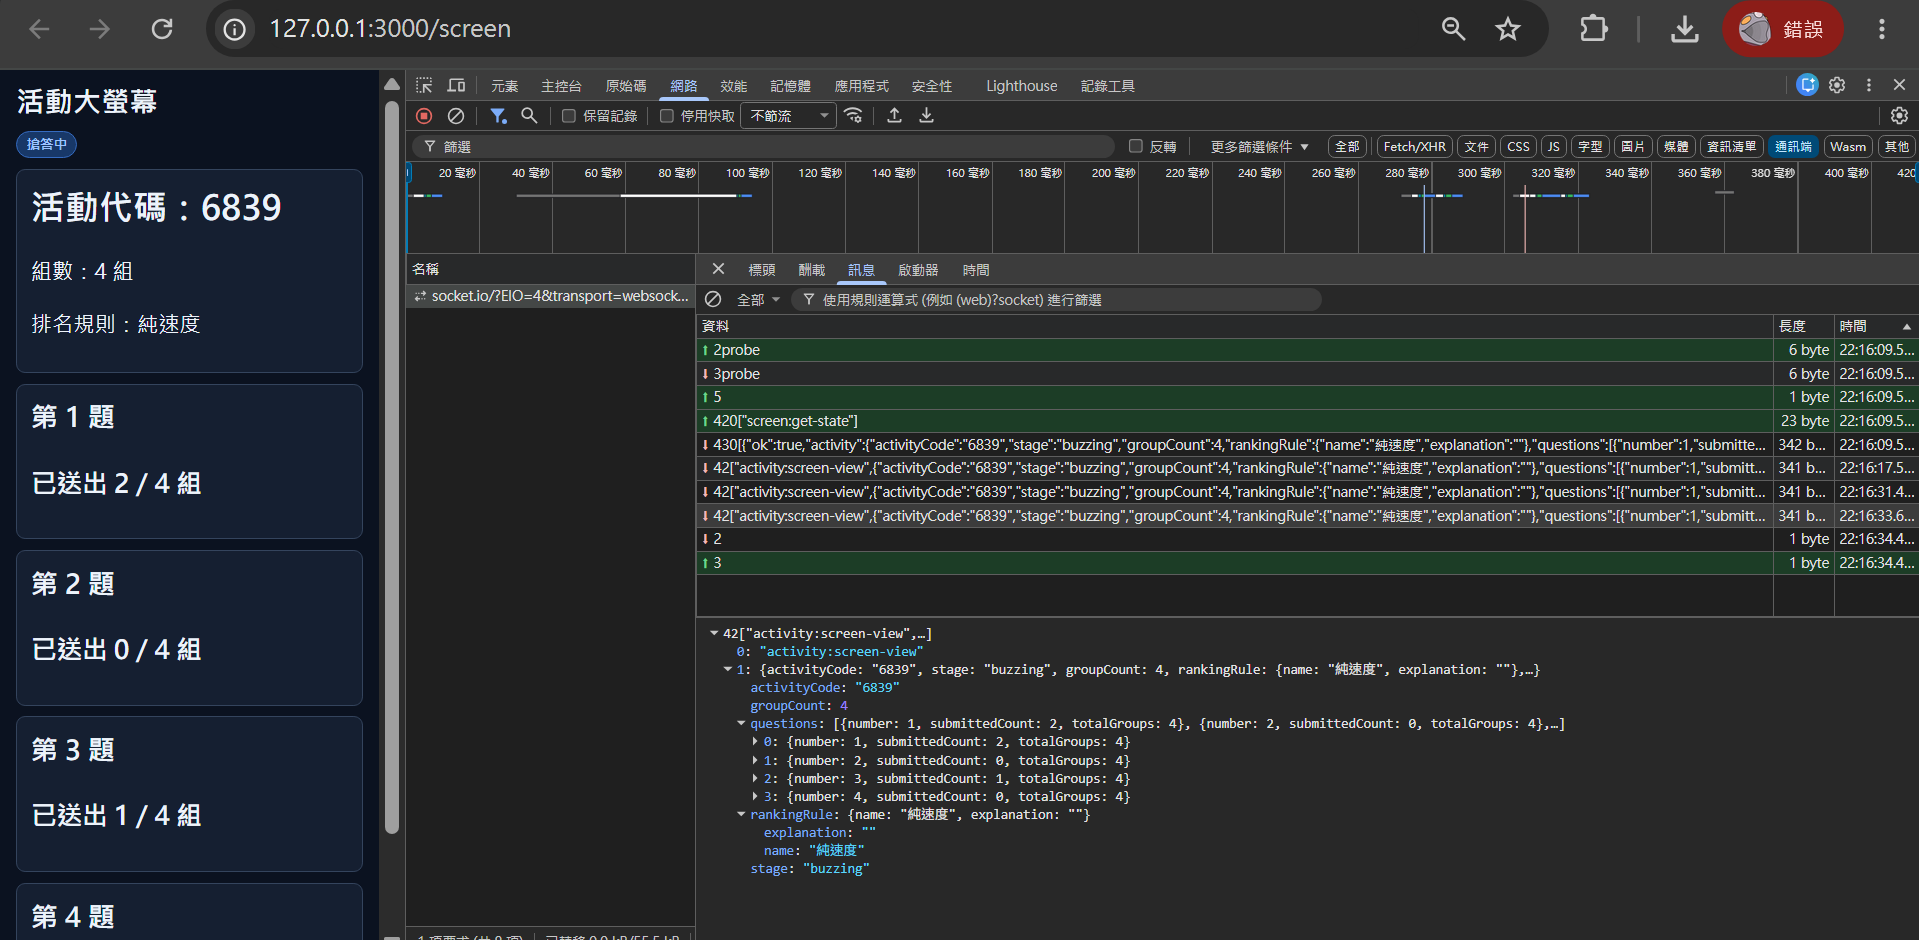 127.0.0.1:3000/screen
錯誤
活動大螢幕
搶答中
活動代碼：6839
組數：4 組
排名規則：純速度
第 1 題
已送出 2 / 4 組
第 2 題
已送出 0 / 4 組
第 3 題
已送出 1 / 4 組
第 4 題
元素 主控台 原始碼 網路 效能 記憶體 應用程式 安全性 Lighthouse 記錄工具
保留記錄 停用快取 不節流
篩選 反轉 更多篩選條件 全部 Fetch/XHR 文件 CSS JS 字型 圖片 媒體 資訊清單 通訊端 Wasm 其他
20 毫秒 40 毫秒 60 毫秒 80 毫秒 100 毫秒 120 毫秒 140 毫秒 160 毫秒 180 毫秒 200 毫秒 220 毫秒 240 毫秒 260 毫秒 280 毫秒 300 毫秒 320 毫秒 340 毫秒 360 毫秒 380 毫秒 400 毫秒 420
名稱
socket.io/?EIO=4&transport=websock...
標頭 酬載 訊息 啟動器 時間
全部 使用規則運算式 (例如 (web)?socket) 進行篩選
資料 長度 時間
2probe 6 byte 22:16:09.5...
3probe 6 byte 22:16:09.5...
5 1 byte 22:16:09.5...
420["screen:get-state"] 23 byte 22:16:09.5...
430[{"ok":true,"activity":{"activityCode":"6839","stage":"buzzing","groupCount":4,"rankingRule":{"name":"純速度","explanation":""},"questions":[{"number":1,"submitte... 342 b... 22:16:09.5...
42["activity:screen-view",{"activityCode":"6839","stage":"buzzing","groupCount":4,"rankingRule":{"name":"純速度","explanation":""},"questions":[{"number":1,"submitt... 341 b... 22:16:17.5...
42["activity:screen-view",{"activityCode":"6839","stage":"buzzing","groupCount":4,"rankingRule":{"name":"純速度","explanation":""},"questions":[{"number":1,"submitt... 341 b... 22:16:31.4...
42["activity:screen-view",{"activityCode":"6839","stage":"buzzing","groupCount":4,"rankingRule":{"name":"純速度","explanation":""},"questions":[{"number":1,"submitt... 341 b... 22:16:33.6...
2 1 byte 22:16:34.4...
3 1 byte 22:16:34.4...
42["activity:screen-view",…]
0: "activity:screen-view"
1: {activityCode: "6839", stage: "buzzing", groupCount: 4, rankingRule: {name: "純速度", explanation: ""},…}
activityCode: "6839"
groupCount: 4
questions: [{number: 1, submittedCount: 2, totalGroups: 4}, {number: 2, submittedCount: 0, totalGroups: 4},…]
0: {number: 1, submittedCount: 2, totalGroups: 4}
1: {number: 2, submittedCount: 0, totalGroups: 4}
2: {number: 3, submittedCount: 1, totalGroups: 4}
3: {number: 4, submittedCount: 0, totalGroups: 4}
rankingRule: {name: "純速度", explanation: ""}
explanation: ""
name: "純速度"
stage: "buzzing"